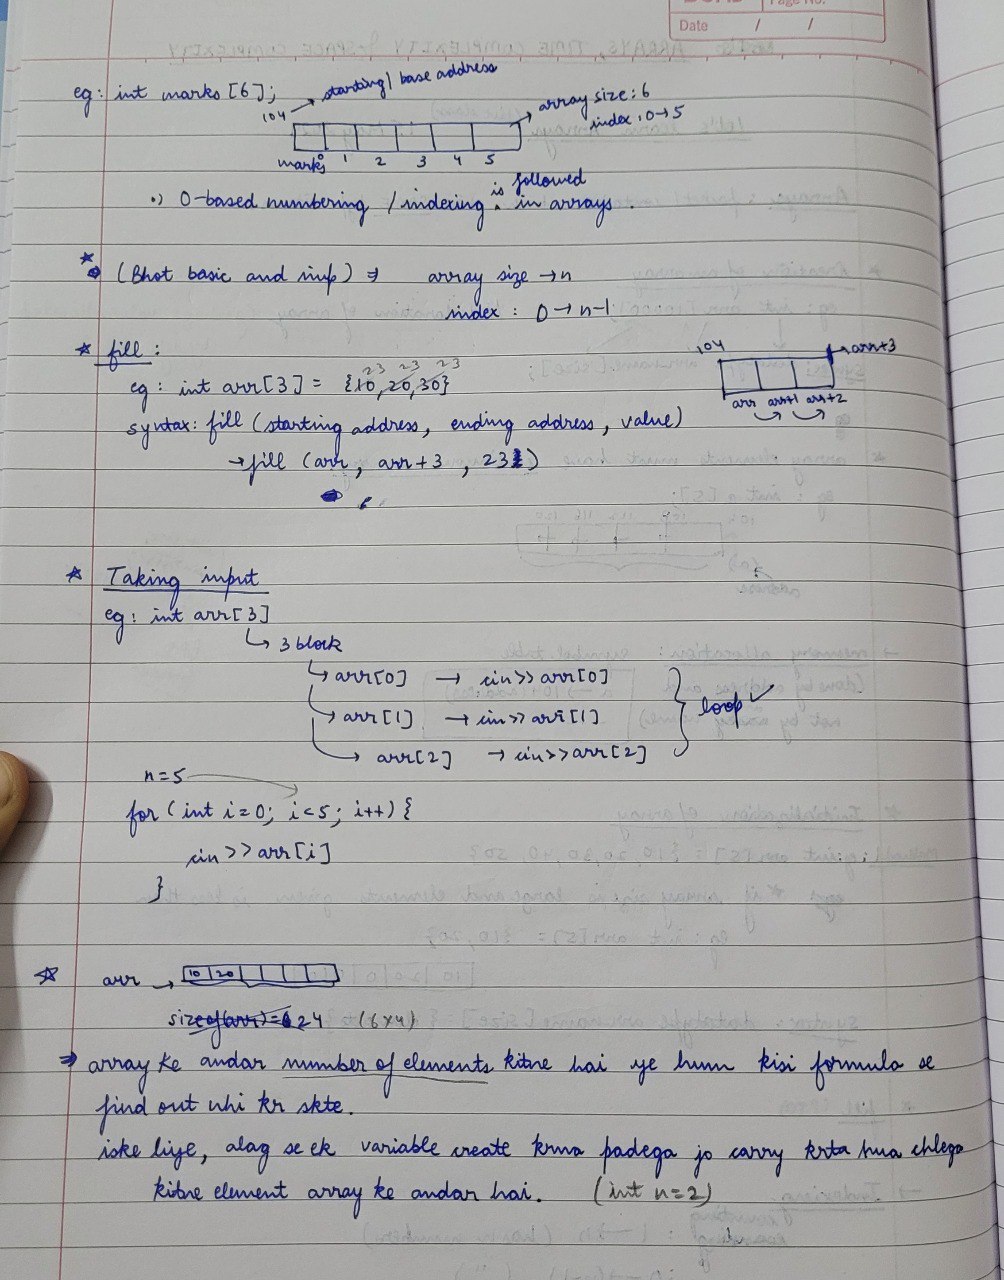 Page No.
Date / /
eg: int marks [6];
104 → starting/ base address
→ array size: 6
index: 0→5
marks 0 1 2 3 4 5
•) 0-based numbering / indexing is followed in arrays.
* (Bhot basic and imp) ⇒ array size → n
index : 0 → n-1
* fill :
23 23 23
eg: int arr[3] = {10, 20, 30}
104 → arr+3
arr arr+1 arr+2
syntax: fill (starting address, ending address, value)
→ fill (arr, arr+3, 23)
* Taking input
eg: int arr[3]
↳ 3 block
↳ arr[0] → cin>> arr[0]
↳ arr[1] → cin>> arr[1]
↳ arr[2] → cin>> arr[2]
} loop ✓
n=5
for (int i=0; i<5; i++) {
cin >> arr[i]
}
* arr → 10 20
sizeof(arr) = 24 (6x4)
⇒ array ke andar number of elements kitne hai ye hum kisi formula se
find out nhi kr skte.
iske liye, alag se ek variable create krna padega jo carry krta hua chlega
kitne element array ke andar hai. (int n=2)